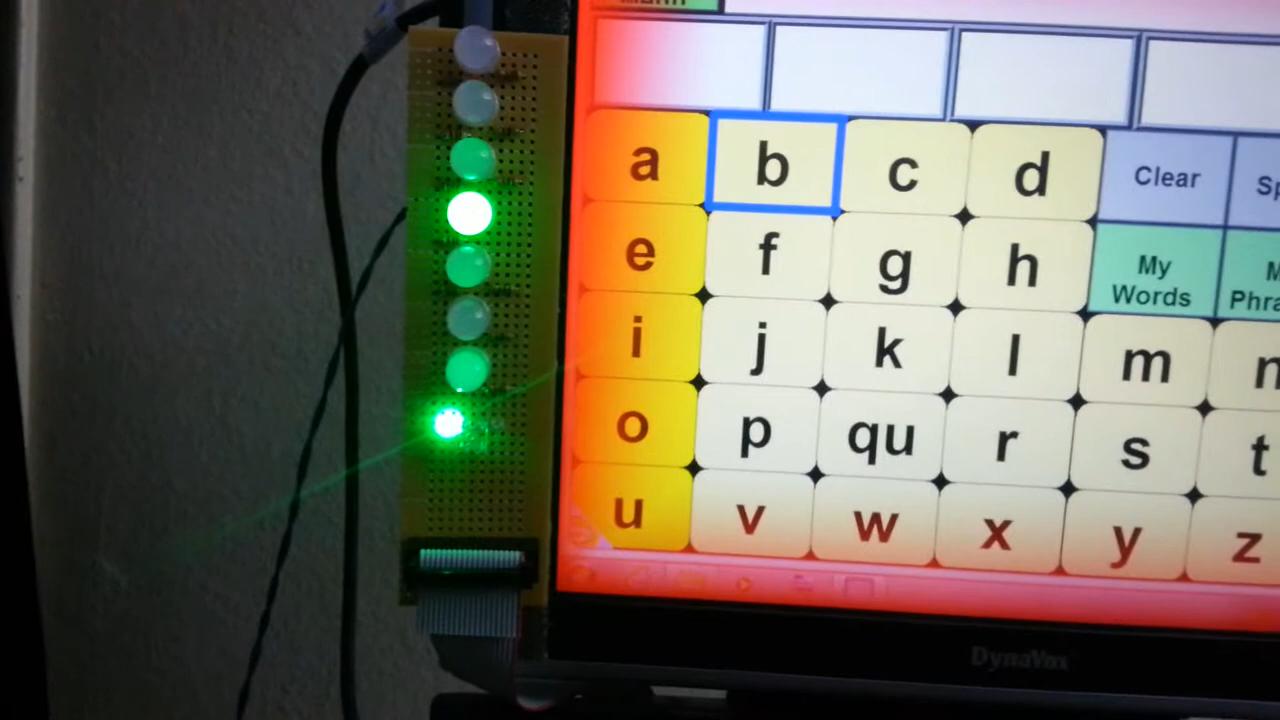 a b c d Clear
e f g h My Words
i j k l m
o p qu r s t
u v w x y z
DynaVox